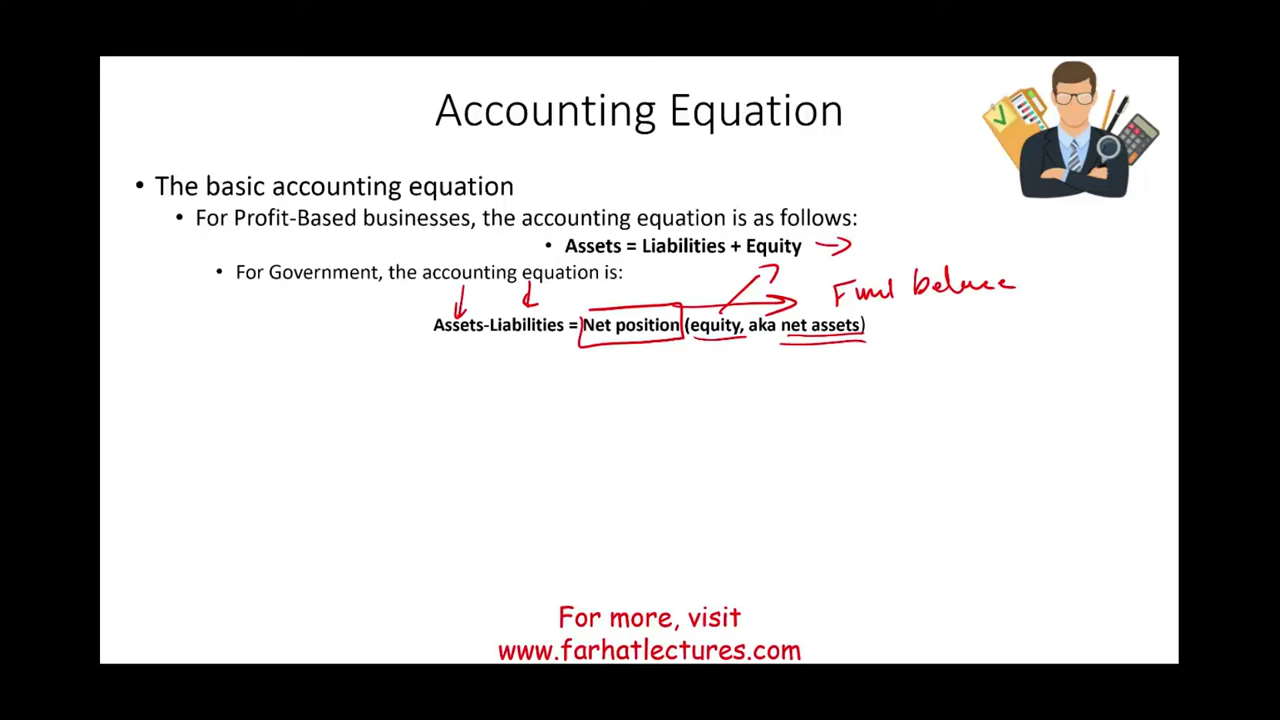 Accounting Equation
• The basic accounting equation
• For Profit-Based businesses, the accounting equation is as follows:
• Assets = Liabilities + Equity
• For Government, the accounting equation is:
Fund balance
Assets-Liabilities = Net position (equity, aka net assets)
For more, visit
www.farhatlectures.com